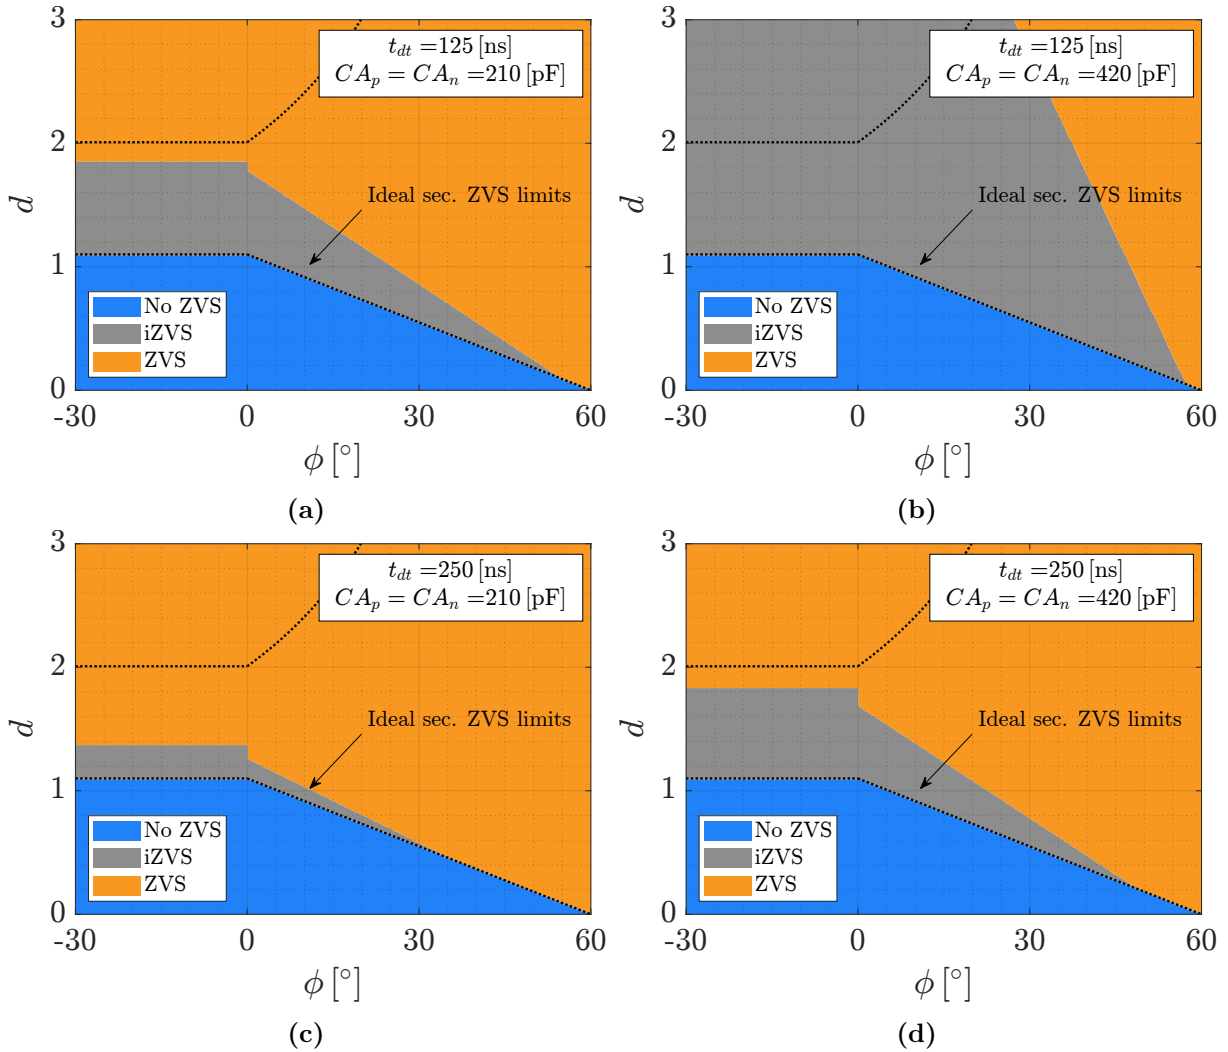 3
2
1
0
d
t_dt =125 [ns]
CA_p = CA_n =210 [pF]
Ideal sec. ZVS limits
No ZVS
iZVS
ZVS
-30 0 30 60
ϕ [°]
(a)
3
2
1
0
d
t_dt =125 [ns]
CA_p = CA_n =420 [pF]
Ideal sec. ZVS limits
No ZVS
iZVS
ZVS
-30 0 30 60
ϕ [°]
(b)
3
2
1
0
d
t_dt =250 [ns]
CA_p = CA_n =210 [pF]
Ideal sec. ZVS limits
No ZVS
iZVS
ZVS
-30 0 30 60
ϕ [°]
(c)
3
2
1
0
d
t_dt =250 [ns]
CA_p = CA_n =420 [pF]
Ideal sec. ZVS limits
No ZVS
iZVS
ZVS
-30 0 30 60
ϕ [°]
(d)